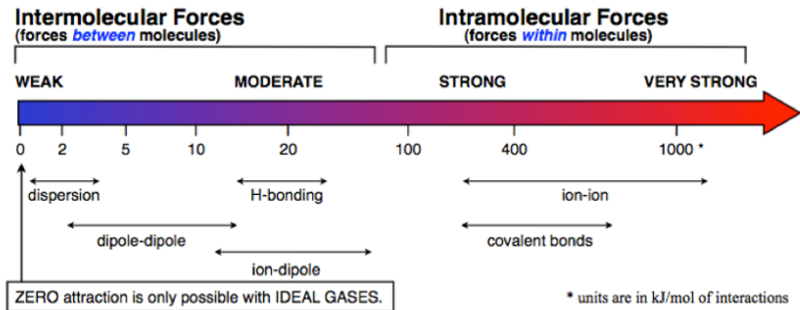 Intermolecular Forces
(forces between molecules)
Intramolecular Forces
(forces within molecules)
WEAK MODERATE STRONG VERY STRONG
0 2 5 10 20 100 400 1000 *
dispersion H-bonding ion-ion
dipole-dipole covalent bonds
ion-dipole
ZERO attraction is only possible with IDEAL GASES.
* units are in kJ/mol of interactions